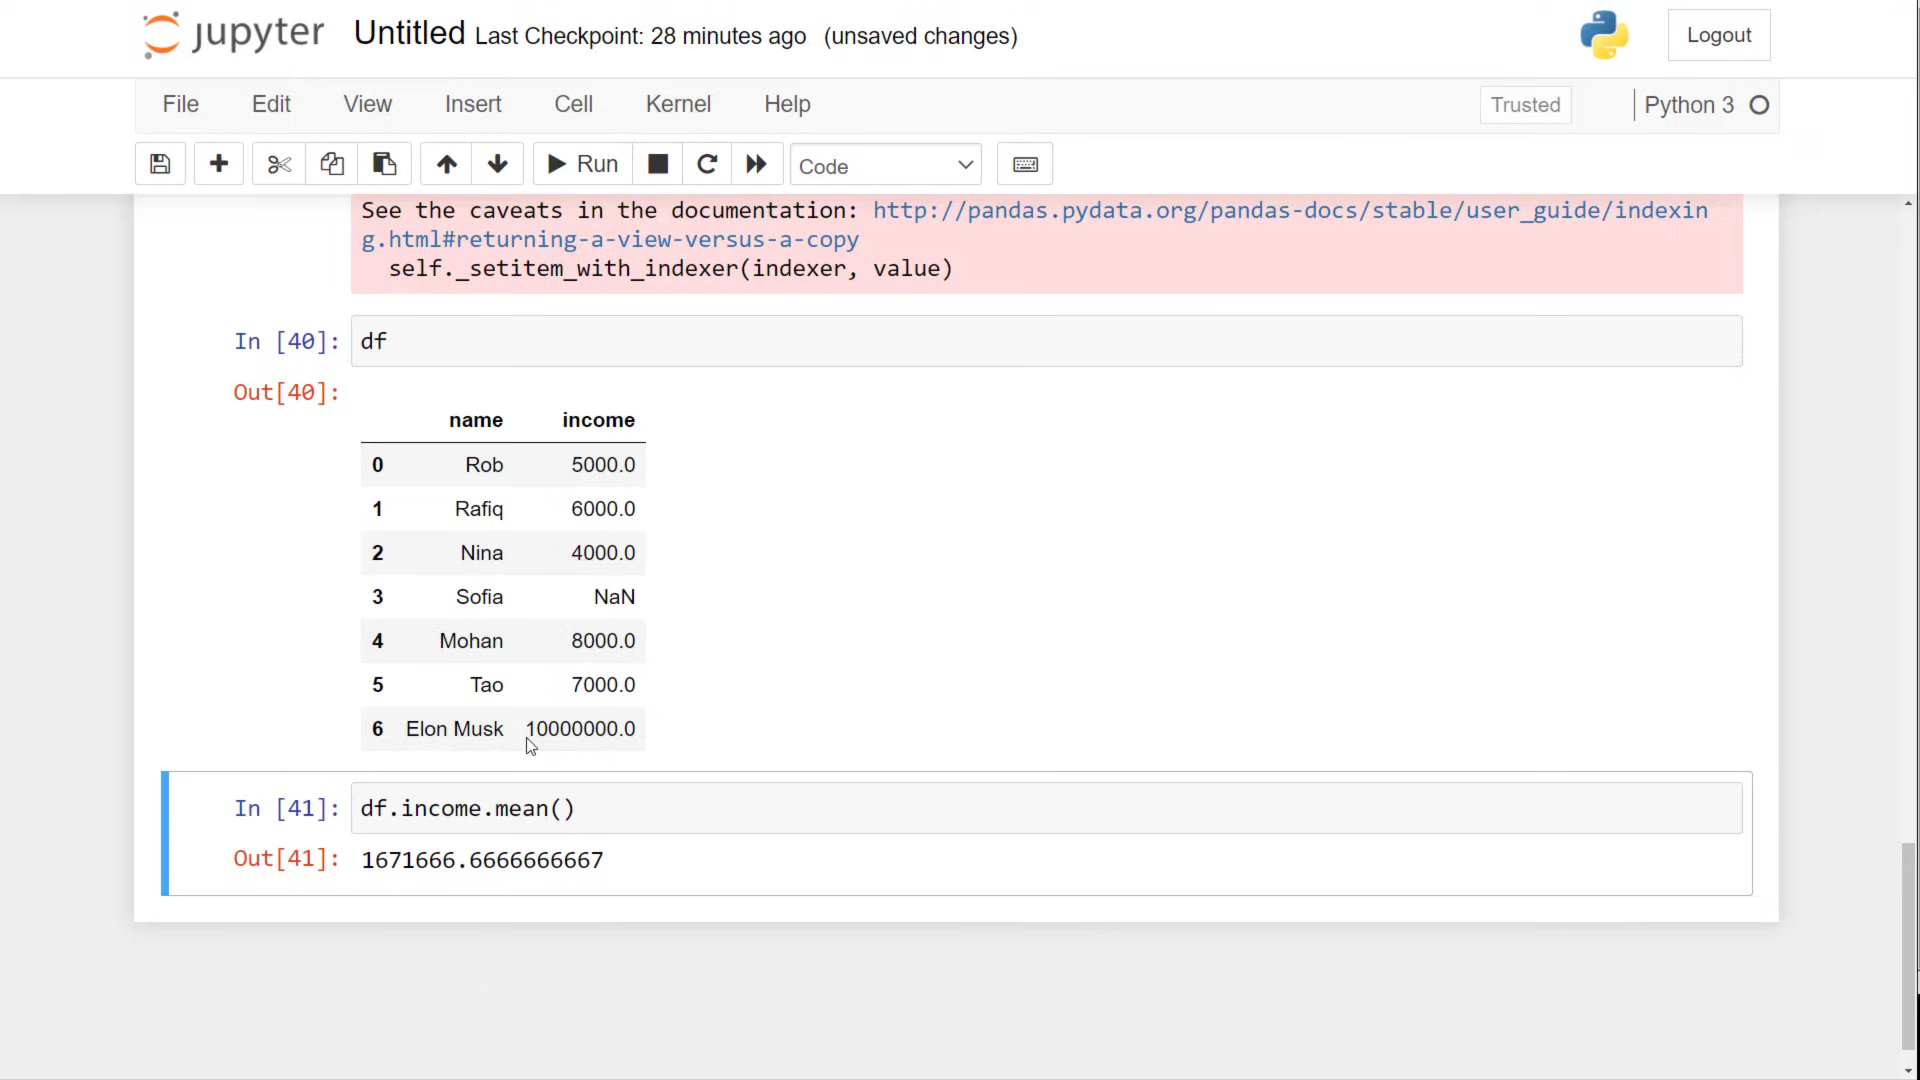 jupyter Untitled Last Checkpoint: 28 minutes ago (unsaved changes) Logout
File Edit View Insert Cell Kernel Help Trusted Python 3
Run Code
See the caveats in the documentation: http://pandas.pydata.org/pandas-docs/stable/user_guide/indexin
g.html#returning-a-view-versus-a-copy
self._setitem_with_indexer(indexer, value)
In [40]: df
Out[40]:
name income
0 Rob 5000.0
1 Rafiq 6000.0
2 Nina 4000.0
3 Sofia NaN
4 Mohan 8000.0
5 Tao 7000.0
6 Elon Musk 10000000.0
In [41]: df.income.mean()
Out[41]: 1671666.6666666667